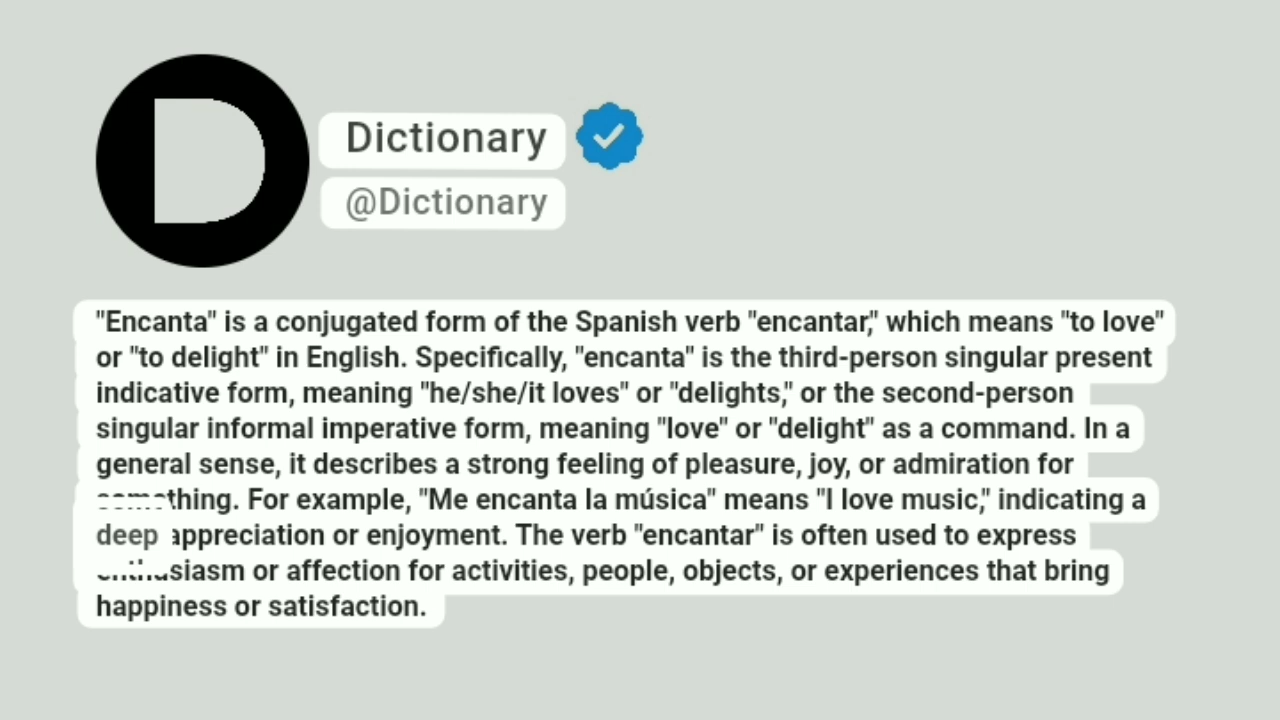 D
Dictionary
@Dictionary
"Encanta" is a conjugated form of the Spanish verb "encantar," which means "to love"
or "to delight" in English. Specifically, "encanta" is the third-person singular present
indicative form, meaning "he/she/it loves" or "delights," or the second-person
singular informal imperative form, meaning "love" or "delight" as a command. In a
general sense, it describes a strong feeling of pleasure, joy, or admiration for
something. For example, "Me encanta la música" means "I love music," indicating a
deep appreciation or enjoyment. The verb "encantar" is often used to express
enthusiasm or affection for activities, people, objects, or experiences that bring
happiness or satisfaction.